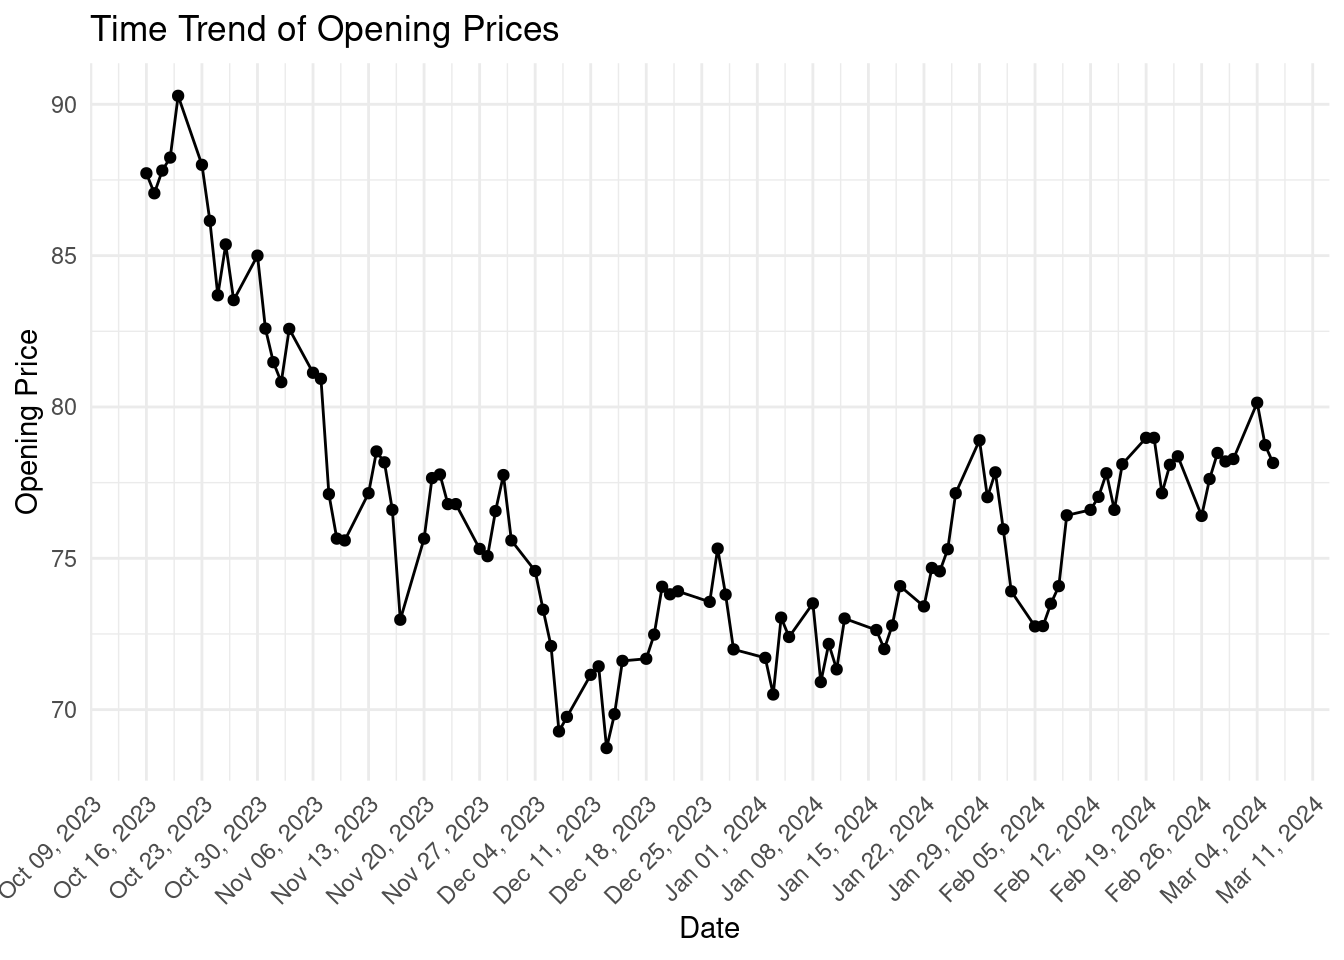 Time Trend of Opening Prices
90
85
80
75
70
Opening Price
Oct 09, 2023
Oct 16, 2023
Oct 23, 2023
Oct 30, 2023
Nov 06, 2023
Nov 13, 2023
Nov 20, 2023
Nov 27, 2023
Dec 04, 2023
Dec 11, 2023
Dec 18, 2023
Dec 25, 2023
Jan 01, 2024
Jan 08, 2024
Jan 15, 2024
Jan 22, 2024
Jan 29, 2024
Feb 05, 2024
Feb 12, 2024
Feb 19, 2024
Feb 26, 2024
Mar 04, 2024
Mar 11, 2024
Date